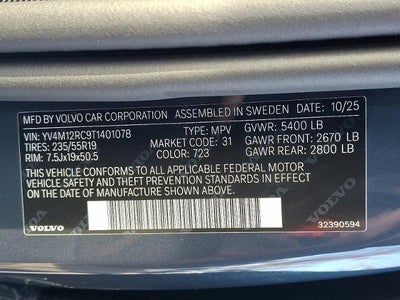 MFD BY VOLVO CAR CORPORATION ASSEMBLED IN SWEDEN DATE: 10/25
VIN: YV4M12RC9T1401078 TYPE: MPV GVWR: 5400 LB
TIRES: 235/55R19 MARKET CODE: 31 GAWR FRONT: 2670 LB
RIM: 7.5Jx19x50.5 COLOR: 723 GAWR REAR: 2800 LB
THIS VEHICLE CONFORMS TO ALL APPLICABLE FEDERAL MOTOR
VEHICLE SAFETY AND THEFT PREVENTION STANDARDS IN EFFECT
ON THE DATE OF MANUFACTURE SHOWN ABOVE.
VOLVO 32390594